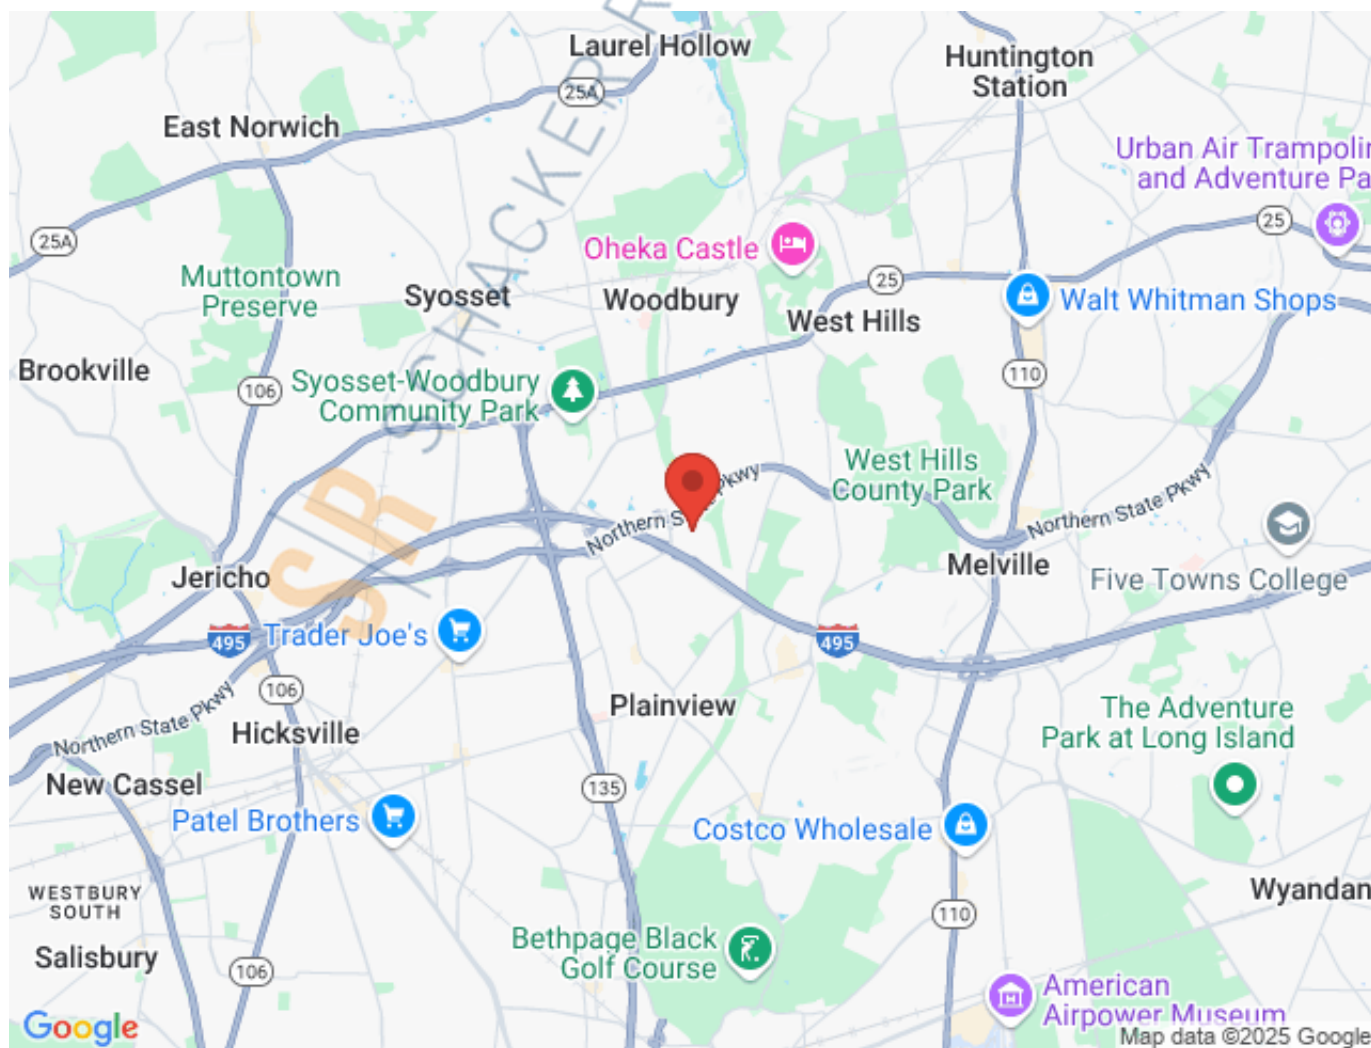 Laurel Hollow
Huntington
Station
25A
East Norwich
Urban Air Trampolin
and Adventure Pa
25
25A
Oheka Castle
Muttontown
Preserve
25
Syosset
Woodbury
Walt Whitman Shops
West Hills
Brookville
110
Syosset-Woodbury
Community Park
106
SCHACKER R
SR
West Hills
County Park
Northern State Pkwy
Northern State Pkwy
Melville
Five Towns College
Jericho
495
Trader Joe's
495
106
Plainview
The Adventure
Park at Long Island
Northern State Pkwy
Hicksville
New Cassel
135
Patel Brothers
Costco Wholesale
WESTBURY
SOUTH
Wyandan
110
Bethpage Black
Golf Course
Salisbury
106
American
Airpower Museum
Google
Map data ©2025 Google